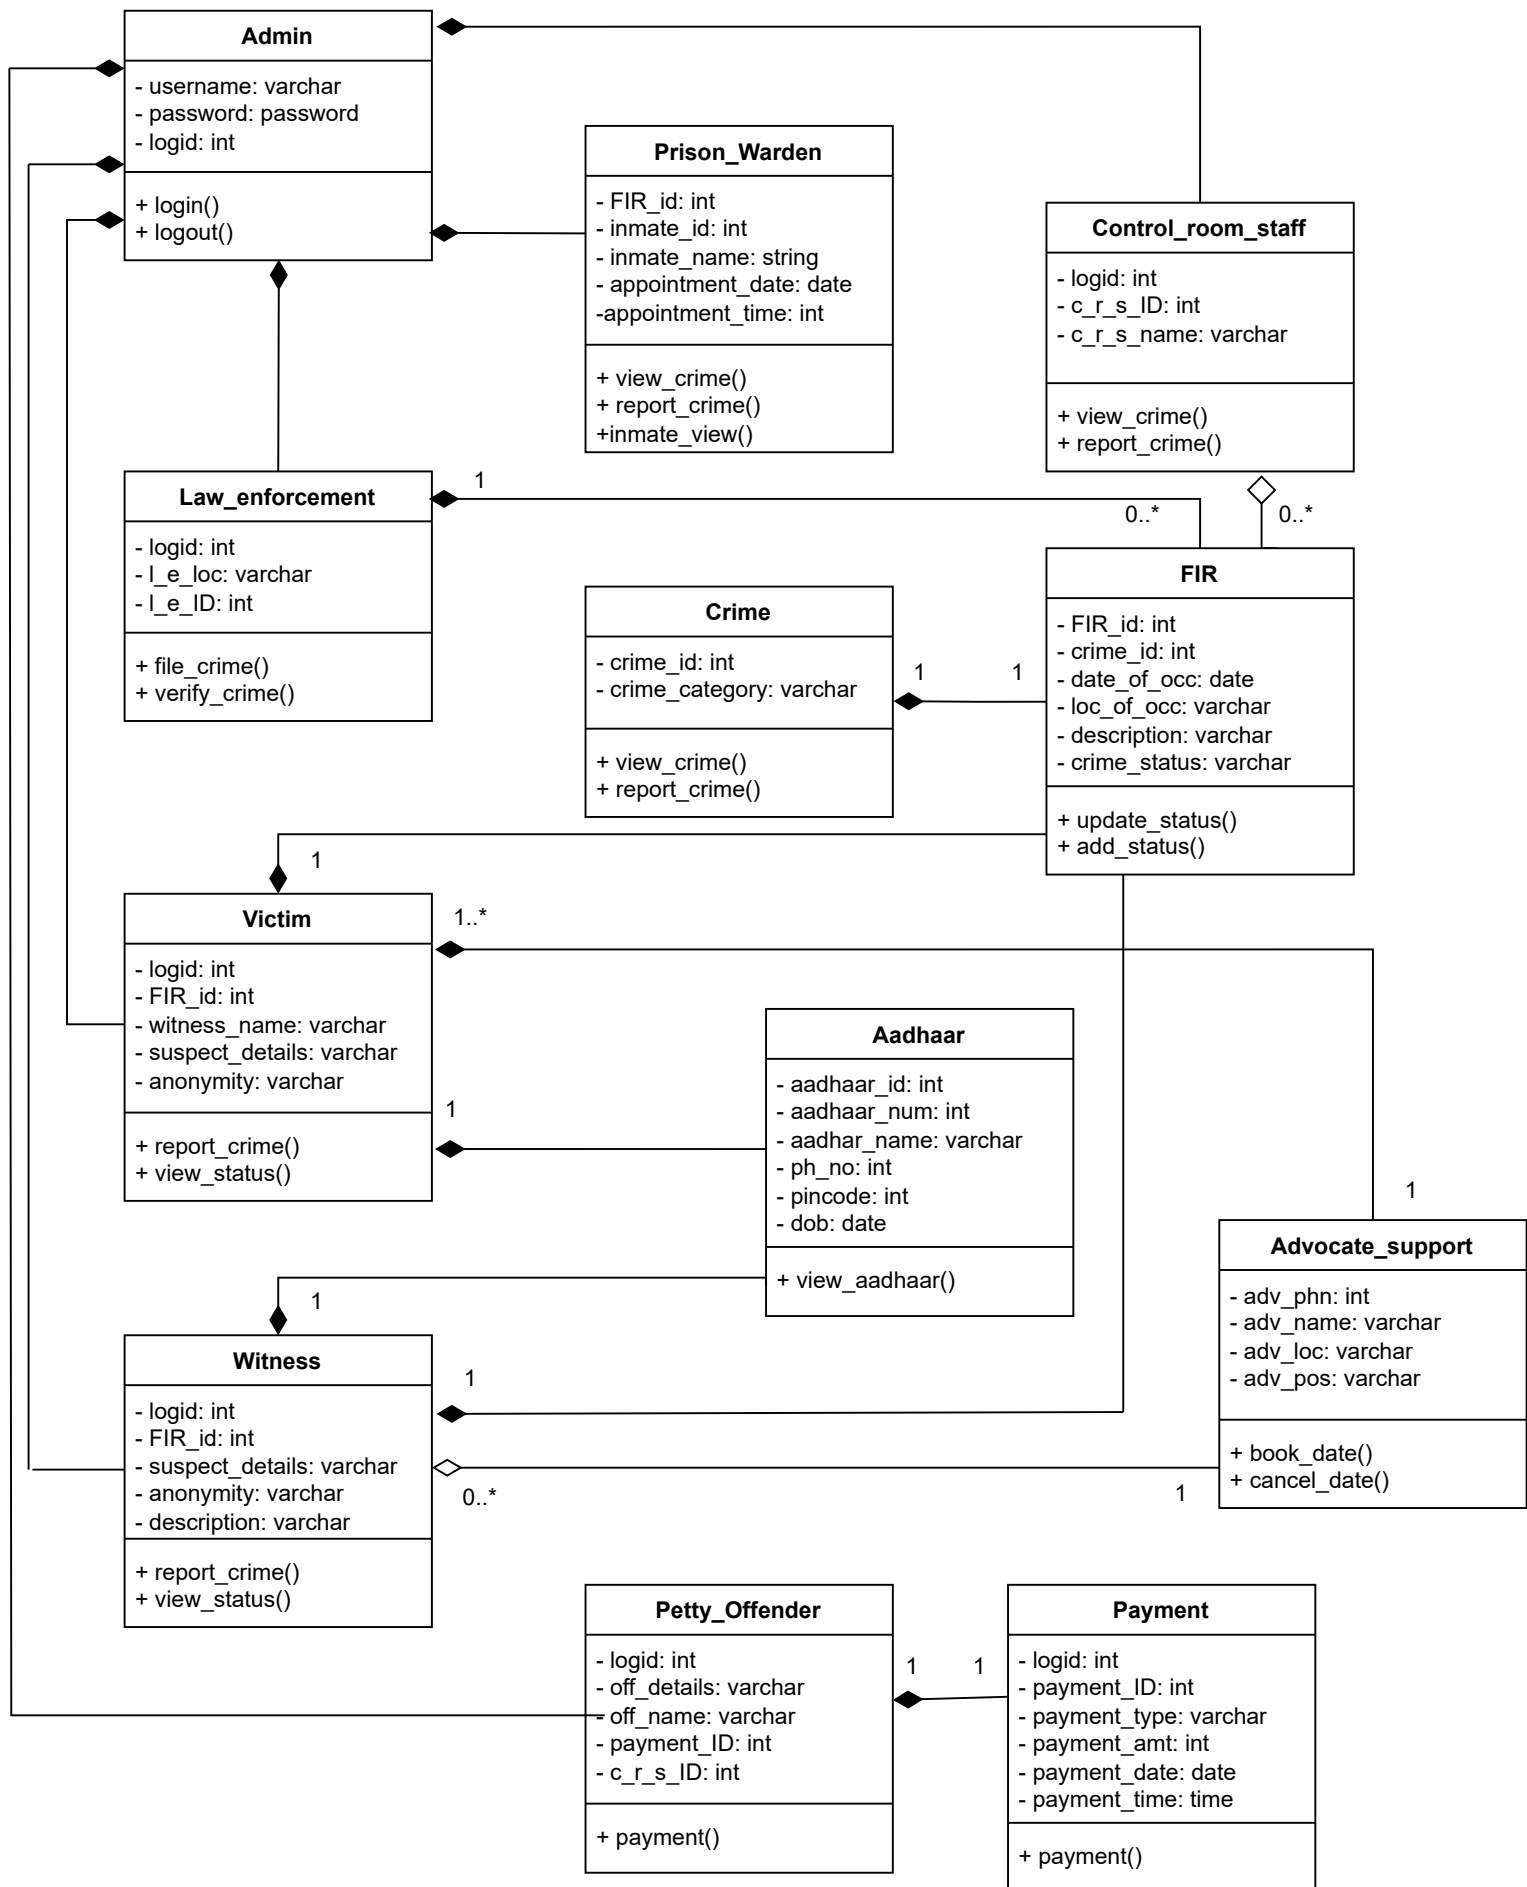 Admin
- username: varchar
- password: password
- logid: int
+ login()
+ logout()
Prison_Warden
- FIR_id: int
- inmate_id: int
- inmate_name: string
- appointment_date: date
-appointment_time: int
+ view_crime()
+ report_crime()
+inmate_view()
Control_room_staff
- logid: int
- c_r_s_ID: int
- c_r_s_name: varchar
+ view_crime()
+ report_crime()
Law_enforcement
- logid: int
- l_e_loc: varchar
- l_e_ID: int
+ file_crime()
+ verify_crime()
1
0..*
0..*
Crime
- crime_id: int
- crime_category: varchar
+ view_crime()
+ report_crime()
1
1
FIR
- FIR_id: int
- crime_id: int
- date_of_occ: date
- loc_of_occ: varchar
- description: varchar
- crime_status: varchar
+ update_status()
+ add_status()
1
Victim
- logid: int
- FIR_id: int
- witness_name: varchar
- suspect_details: varchar
- anonymity: varchar
+ report_crime()
+ view_status()
1..*
1
Aadhaar
- aadhaar_id: int
- aadhaar_num: int
- aadhar_name: varchar
- ph_no: int
- pincode: int
- dob: date
+ view_aadhaar()
1
Advocate_support
- adv_phn: int
- adv_name: varchar
- adv_loc: varchar
- adv_pos: varchar
+ book_date()
+ cancel_date()
1
Witness
- logid: int
- FIR_id: int
- suspect_details: varchar
- anonymity: varchar
- description: varchar
+ report_crime()
+ view_status()
1
0..*
1
Petty_Offender
- logid: int
- off_details: varchar
- off_name: varchar
- payment_ID: int
- c_r_s_ID: int
+ payment()
1
1
Payment
- logid: int
- payment_ID: int
- payment_type: varchar
- payment_amt: int
- payment_date: date
- payment_time: time
+ payment()